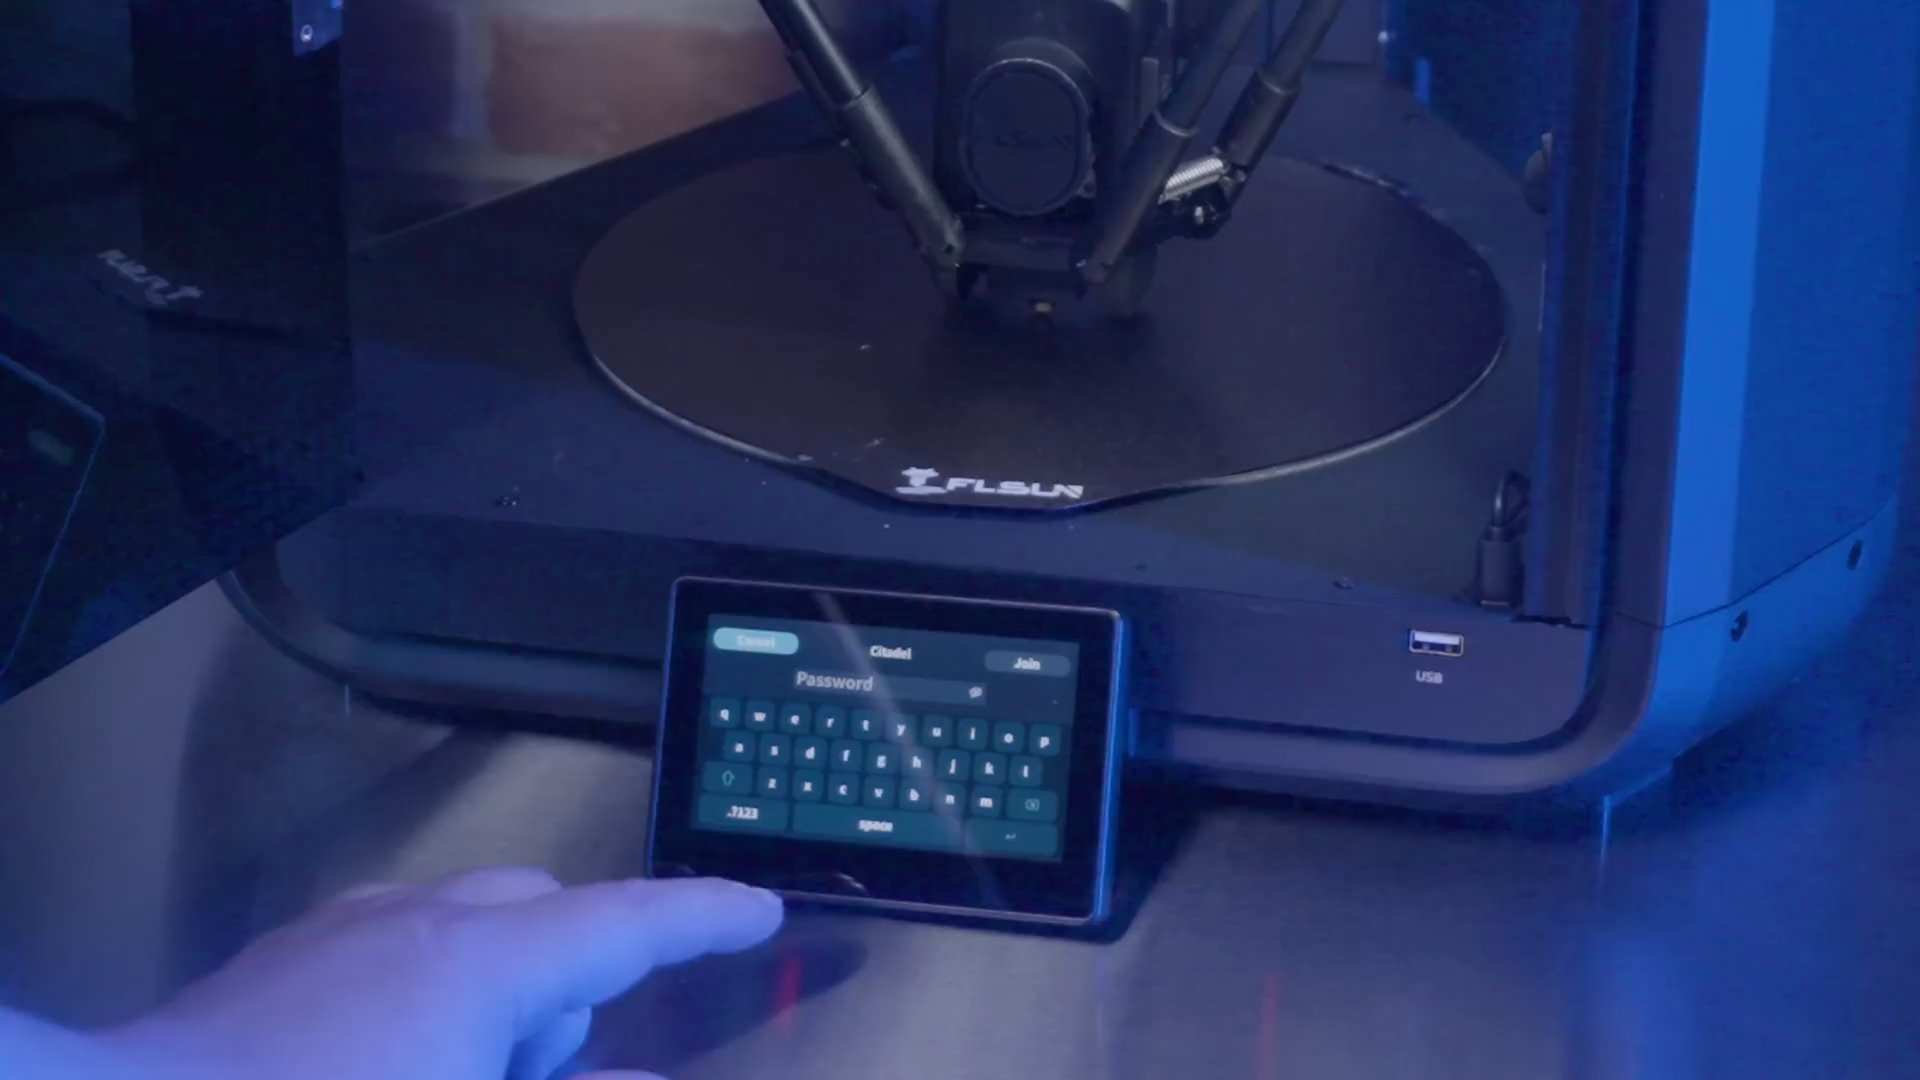 FLSUN
USB
Cancel
Citadel
Join
Password
q w e r t y u i o p
a s d f g h j k l
z x c v b n m
.?123
space